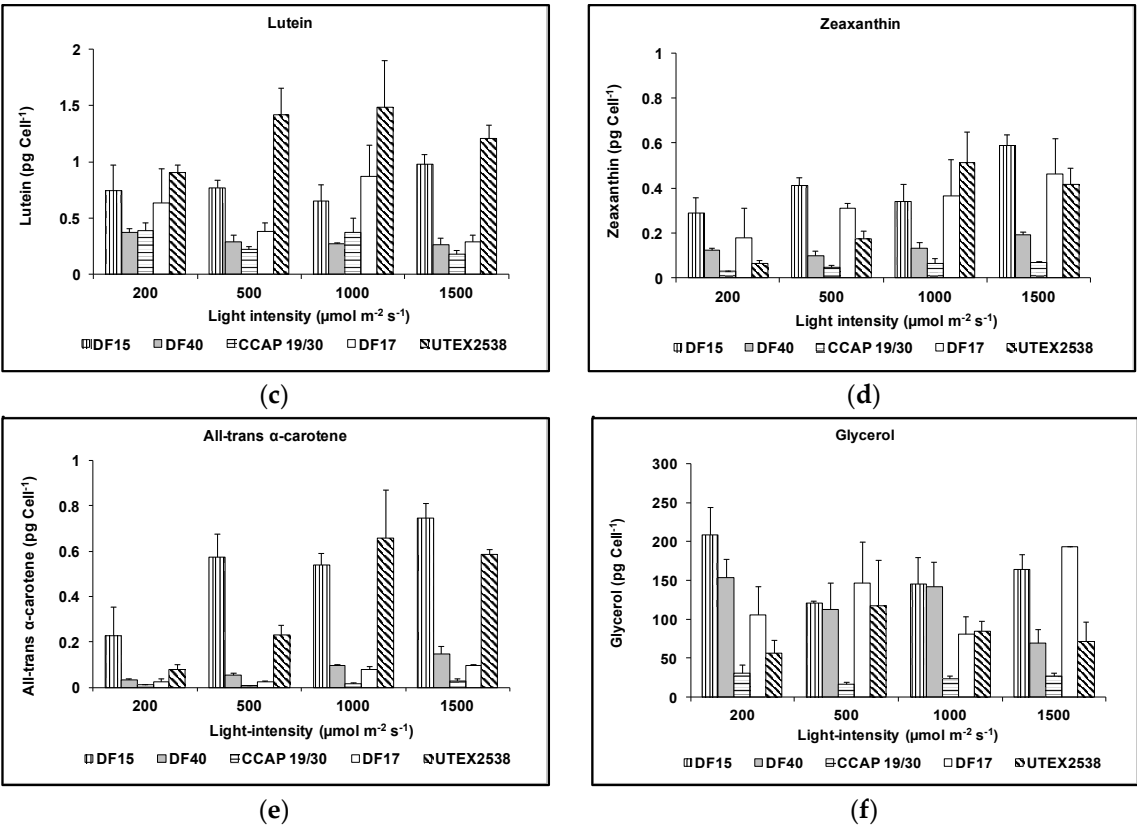 Lutein
Lutein (pg Cell-1)
2
1.5
1
0.5
0
200 500 1000 1500
Light intensity (µmol m-2 s-1)
DF15 DF40 CCAP 19/30 DF17 UTEX2538
(c)
Zeaxanthin
Zeaxanthin (pg Cell-1)
1
0.8
0.6
0.4
0.2
0
200 500 1000 1500
Light intensity (µmol m-2 s-1)
DF15 DF40 CCAP 19/30 DF17 UTEX2538
(d)
All-trans α-carotene
All-trans α-carotene (pg Cell-1)
1
0.8
0.6
0.4
0.2
0
200 500 1000 1500
Light-intensity (µmol m-2 s-1)
DF15 DF40 CCAP 19/30 DF17 UTEX2538
(e)
Glycerol
Glycerol (pg Cell-1)
300
250
200
150
100
50
0
200 500 1000 1500
Light-intensity (µmol m-2 s-1)
DF15 DF40 CCAP 19/30 DF17 UTEX2538
(f)